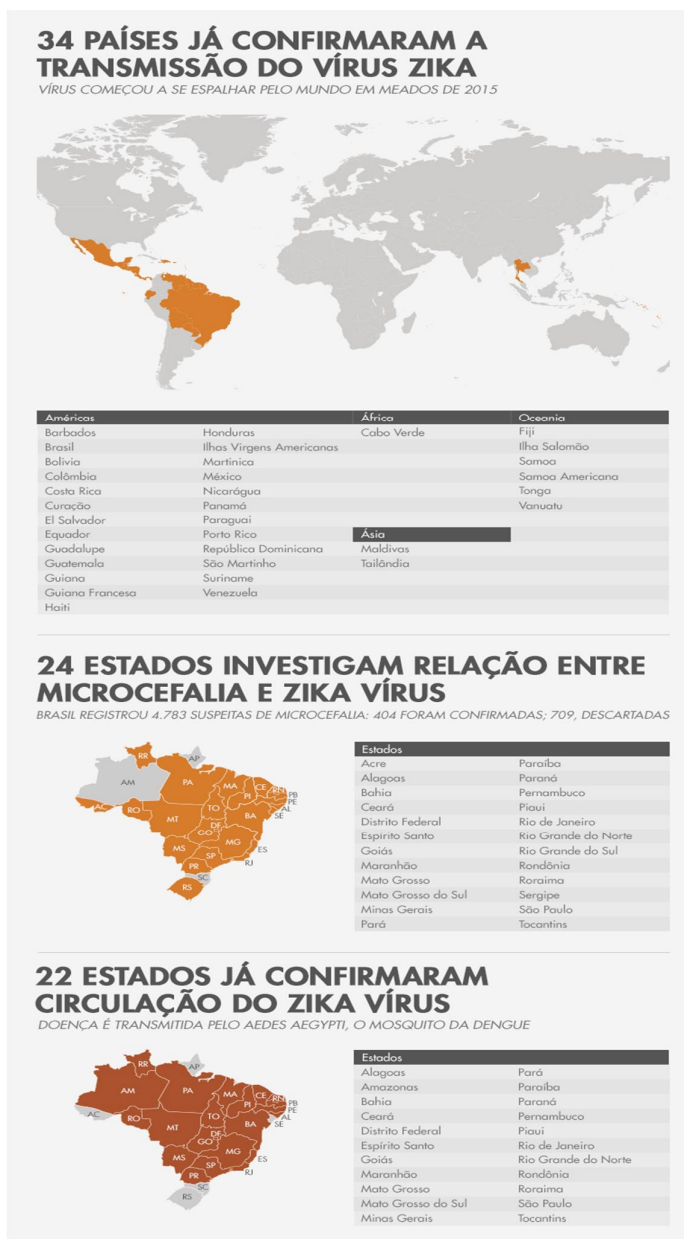 34 PAÍSES JÁ CONFIRMARAM A
TRANSMISSÃO DO VÍRUS ZIKA
VÍRUS COMEÇOU A SE ESPALHAR PELO MUNDO EM MEADOS DE 2015
Américas
Barbados
Brasil
Bolivia
Colômbia
Costa Rica
Curação
El Salvador
Equador
Guadalupe
Guatemala
Guiana
Guiana Francesa
Haiti
Honduras
Ilhas Virgens Americanas
Martinica
México
Nicarágua
Panamá
Paraguai
Porto Rico
República Dominicana
São Martinho
Suriname
Venezuela
África
Cabo Verde
Ásia
Maldivas
Tailândia
Oceania
Fiji
Ilha Salomão
Samoa
Samoa Americana
Tonga
Vanuatu
24 ESTADOS INVESTIGAM RELAÇÃO ENTRE
MICROCEFALIA E ZIKA VÍRUS
BRASIL REGISTROU 4.783 SUSPEITAS DE MICROCEFALIA: 404 FORAM CONFIRMADAS; 709, DESCARTADAS
RR
AP
AM
PA
MA
CE
RN
PB
PE
AL
SE
PI
AC
RO
TO
BA
MT
DF
GO
MG
ES
MS
SP
RJ
PR
SC
RS
Estados
Acre
Alagoas
Bahia
Ceará
Distrito Federal
Espírito Santo
Goiás
Maranhão
Mato Grosso
Mato Grosso do Sul
Minas Gerais
Pará
Paraíba
Paraná
Pernambuco
Piaui
Rio de Janeiro
Rio Grande do Norte
Rio Grande do Sul
Rondônia
Roraima
Sergipe
São Paulo
Tocantins
22 ESTADOS JÁ CONFIRMARAM
CIRCULAÇÃO DO ZIKA VÍRUS
DOENÇA É TRANSMITIDA PELO AEDES AEGYPTI, O MOSQUITO DA DENGUE
RR
AP
AM
PA
MA
CE
RN
PB
PE
AL
SE
PI
AC
RO
TO
BA
MT
DF
GO
MG
ES
MS
SP
RJ
PR
SC
RS
Estados
Alagoas
Amazonas
Bahia
Ceará
Distrito Federal
Espírito Santo
Goiás
Maranhão
Mato Grosso
Mato Grosso do Sul
Minas Gerais
Pará
Paraíba
Paraná
Pernambuco
Piaui
Rio de Janeiro
Rio Grande do Norte
Rondônia
Roraima
São Paulo
Tocantins